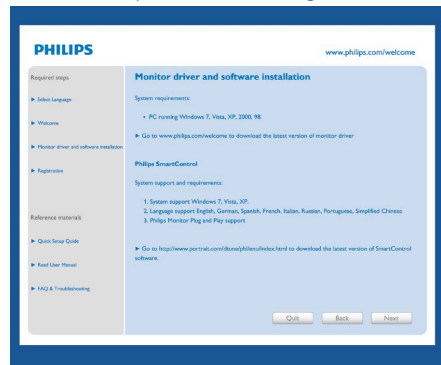 PHILIPS
www.philips.com/welcome
Required steps
► Select Language
► Welcome
► Monitor driver and software installation
► Registration
Reference materials
► Quick Setup Guide
► Read User Manual
► FAQ & Troubleshooting
Monitor driver and software installation
System requirements:
• PC running Windows 7, Vista, XP, 2000, 98.
► Go to www.philips.com/welcome to download the latest version of monitor driver
Philips SmartControl
System support and requirements:
1. System support Windows 7, Vista, XP.
2. Language support English, German, Spanish, French, Italian, Russian, Portuguese, Simplified Chinese
3. Philips Monitor Plug and Play support
► Go to http://www.portrait.com/dtune/phl/enu/index.html to download the latest version of SmartControl
software.
Quit
Back
Next